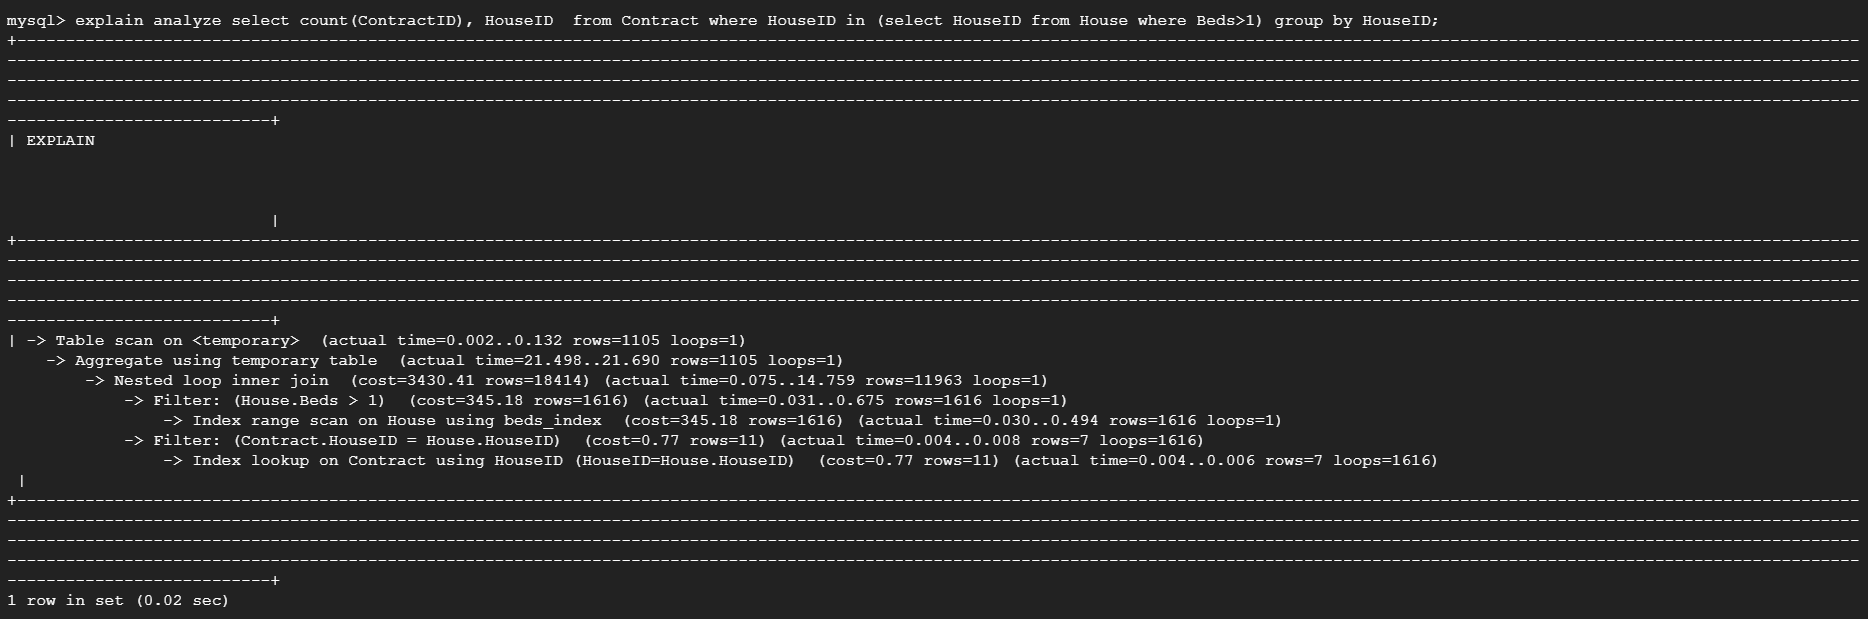 mysql> explain analyze select count(ContractID), HouseID  from Contract where HouseID in (select HouseID from House where Beds>1) group by HouseID;
| EXPLAIN
|
| -> Table scan on <temporary>  (actual time=0.002..0.132 rows=1105 loops=1)
    -> Aggregate using temporary table  (actual time=21.498..21.690 rows=1105 loops=1)
        -> Nested loop inner join  (cost=3430.41 rows=18414) (actual time=0.075..14.759 rows=11963 loops=1)
            -> Filter: (House.Beds > 1)  (cost=345.18 rows=1616) (actual time=0.031..0.675 rows=1616 loops=1)
                -> Index range scan on House using beds_index  (cost=345.18 rows=1616) (actual time=0.030..0.494 rows=1616 loops=1)
            -> Filter: (Contract.HouseID = House.HouseID)  (cost=0.77 rows=11) (actual time=0.004..0.008 rows=7 loops=1616)
                -> Index lookup on Contract using HouseID (HouseID=House.HouseID)  (cost=0.77 rows=11) (actual time=0.004..0.006 rows=7 loops=1616)
|
1 row in set (0.02 sec)